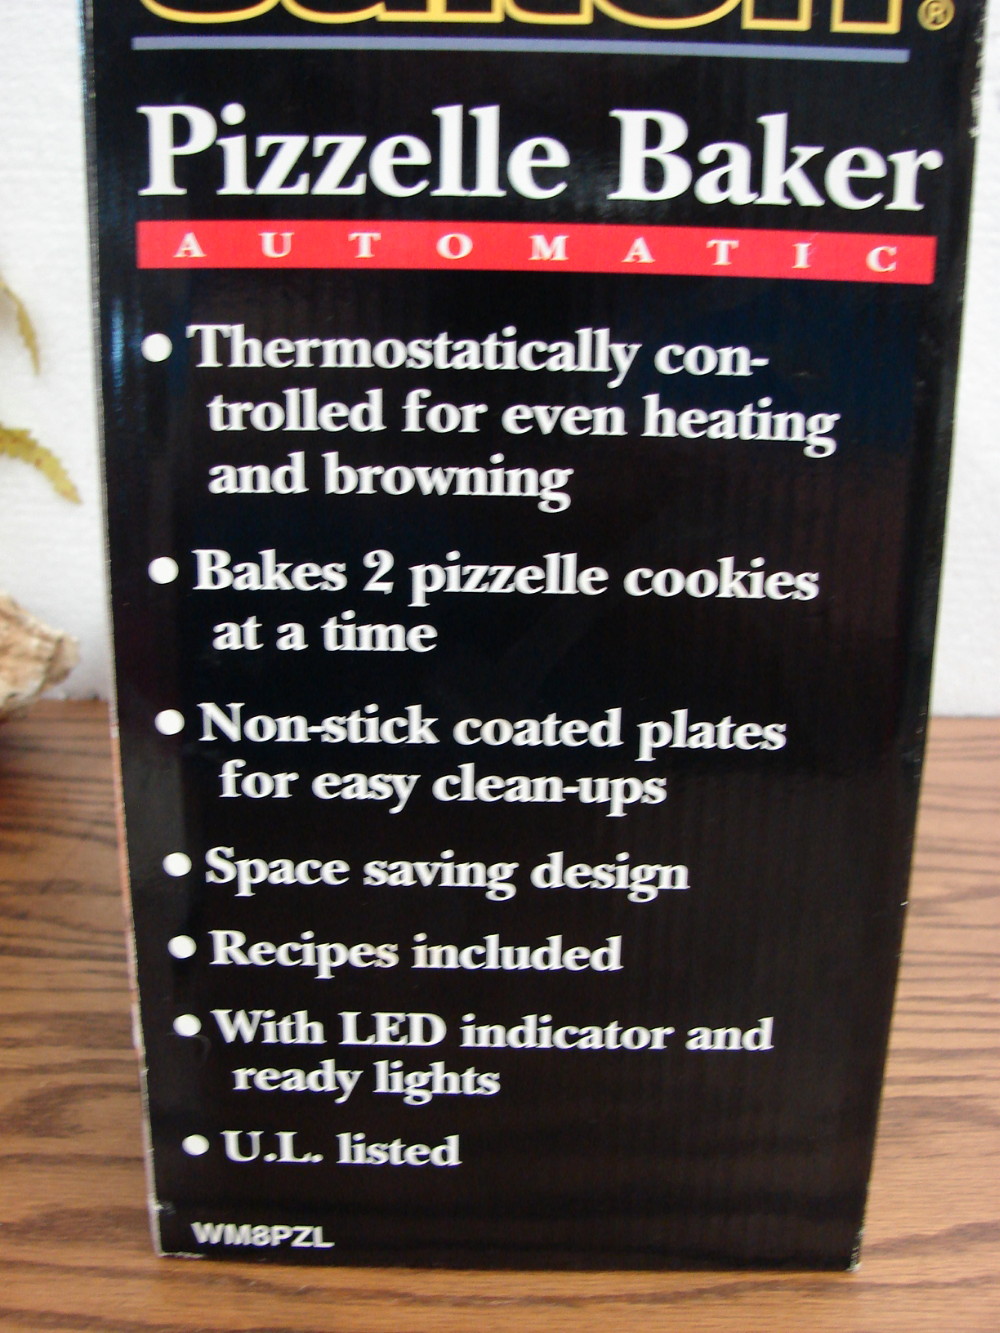 ®
Pizzelle Baker
AUTOMATIC
• Thermostatically con-
trolled for even heating
and browning
• Bakes 2 pizzelle cookies
at a time
• Non-stick coated plates
for easy clean-ups
• Space saving design
• Recipes included
• With LED indicator and
ready lights
• U.L. listed
WM8PZL